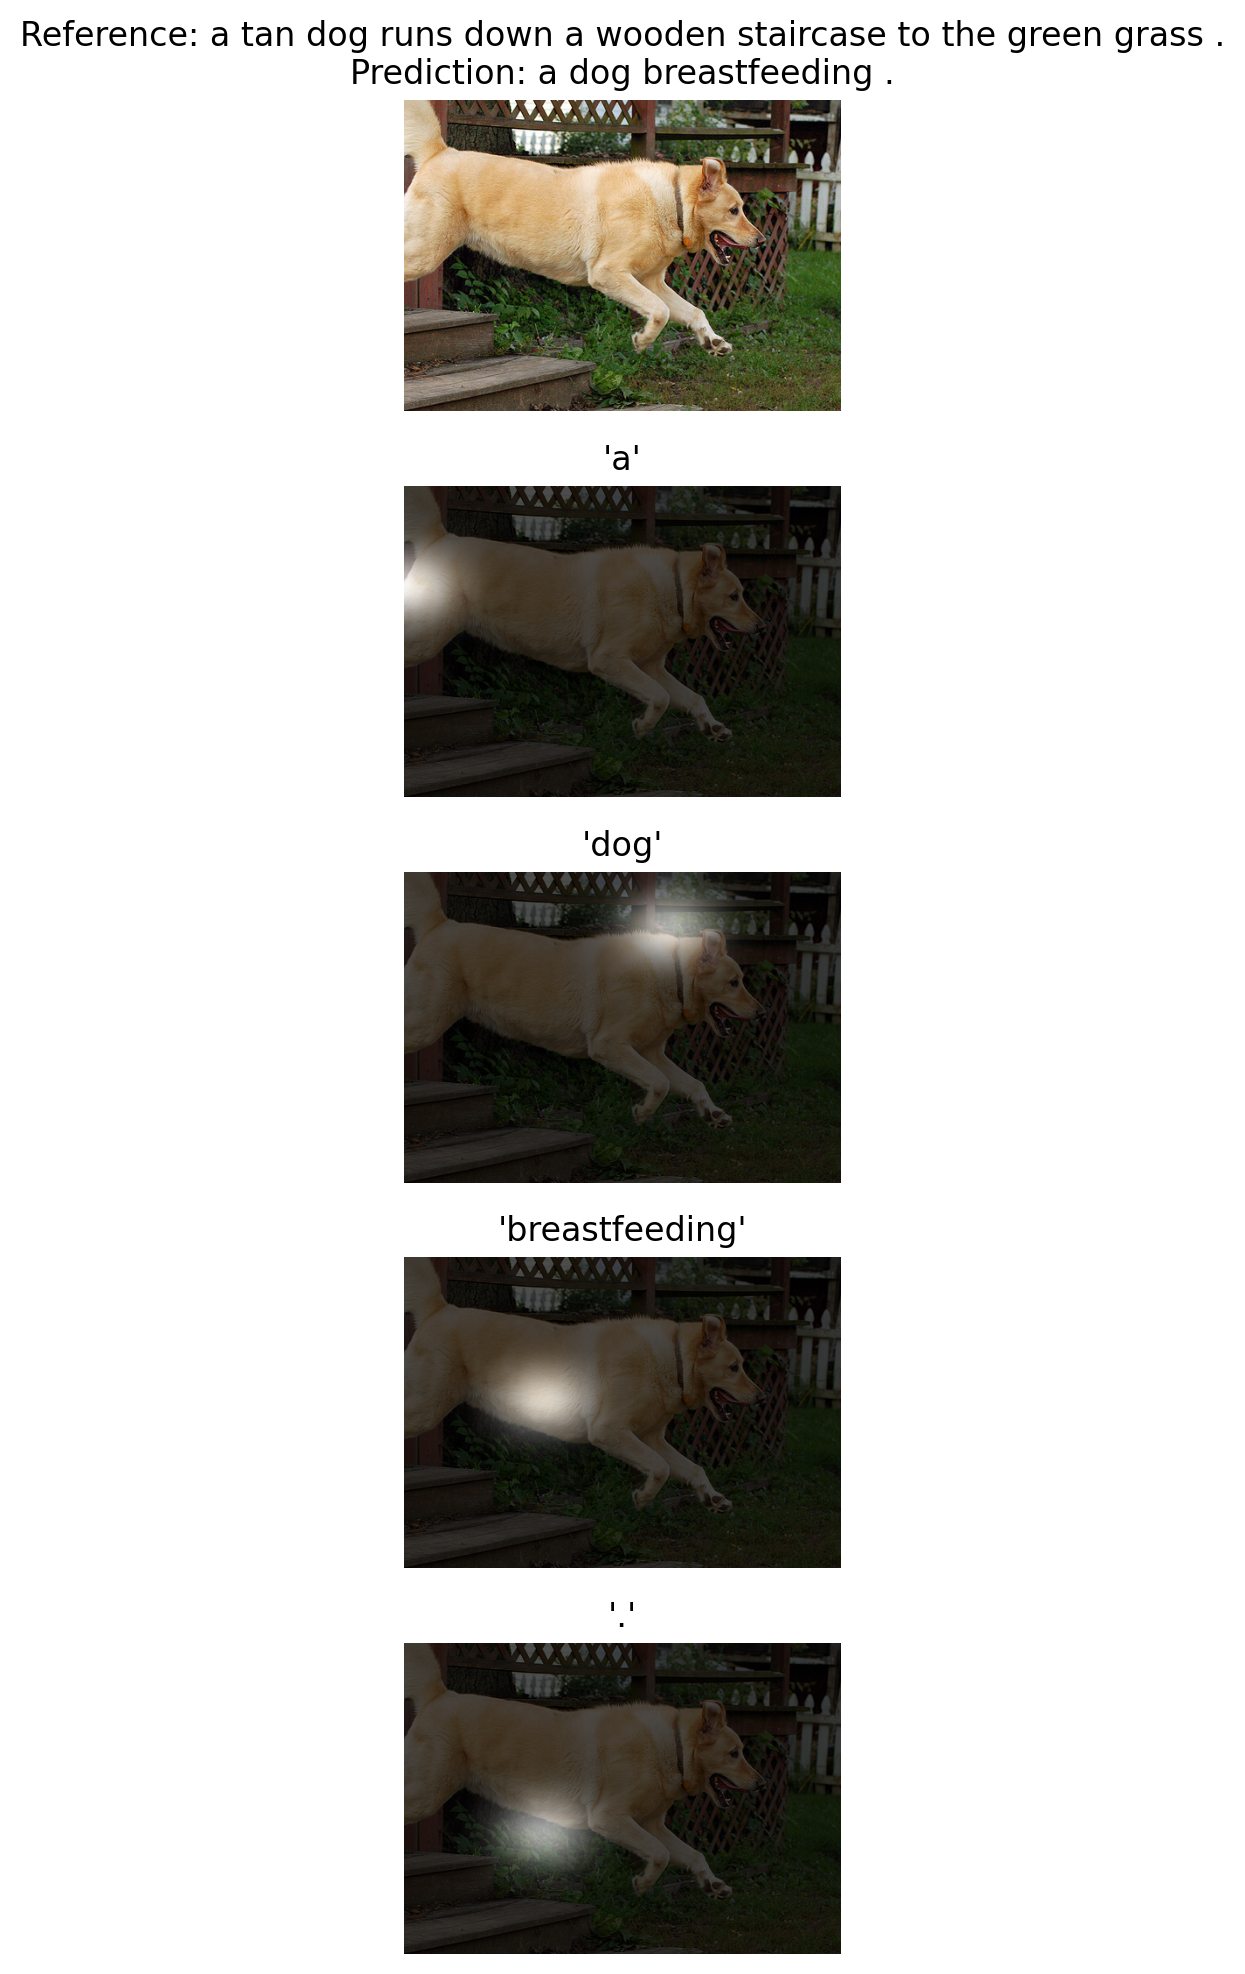 Reference: a tan dog runs down a wooden staircase to the green grass .
Prediction: a dog breastfeeding .
'a'
'dog'
'breastfeeding'
'.'